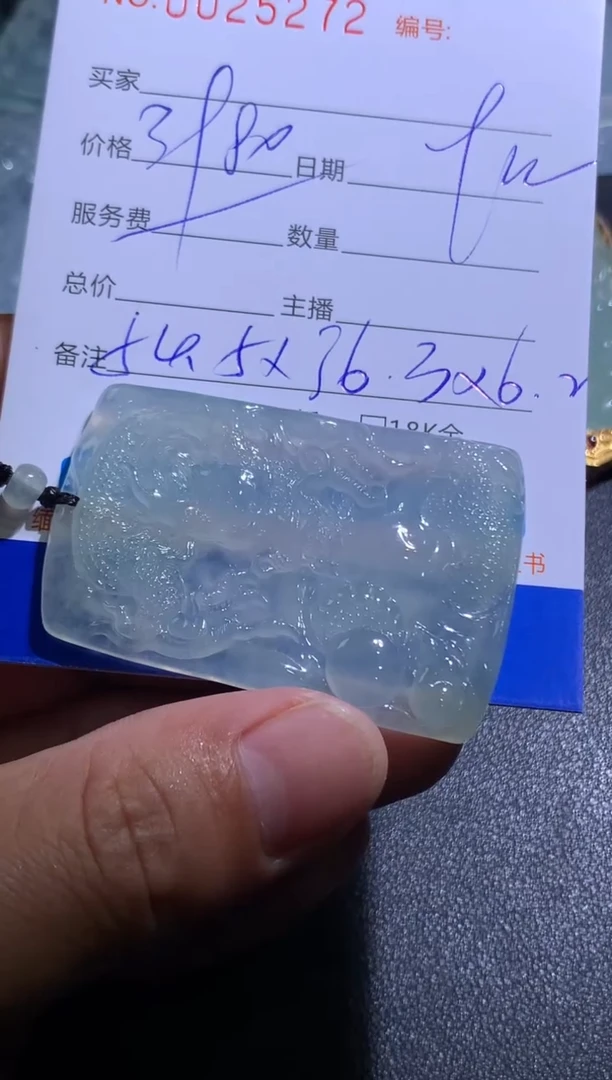 NO.0025272 编号:
买家
价格 日期
服务费 数量
总价 主播
备注 54.5x36.3x6.2
18K金
书